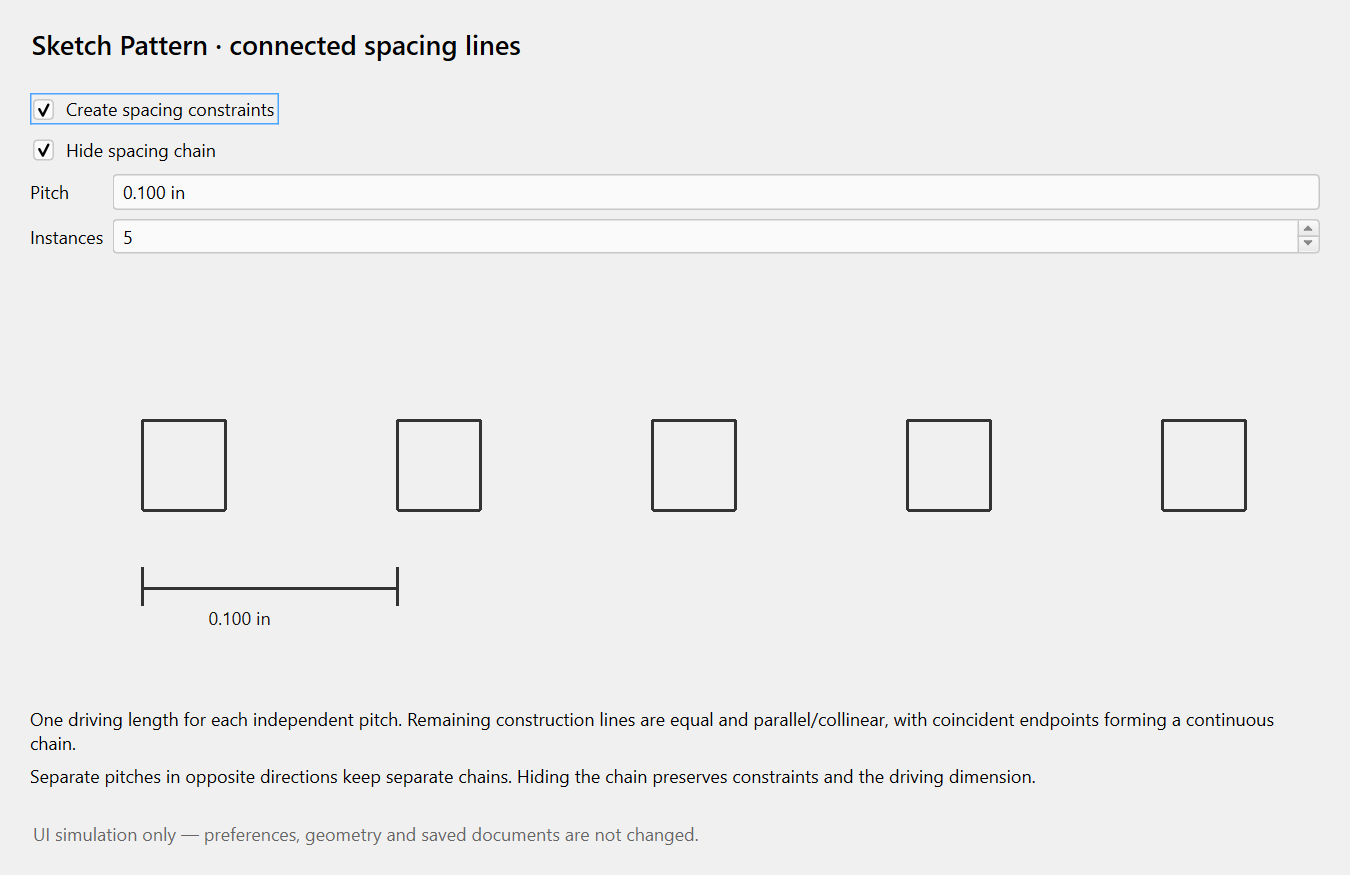 Sketch Pattern · connected spacing lines
Create spacing constraints
Hide spacing chain
Pitch 0.100 in
Instances 5
0.100 in
One driving length for each independent pitch. Remaining construction lines are equal and parallel/collinear, with coincident endpoints forming a continuous
chain.
Separate pitches in opposite directions keep separate chains. Hiding the chain preserves constraints and the driving dimension.
UI simulation only — preferences, geometry and saved documents are not changed.